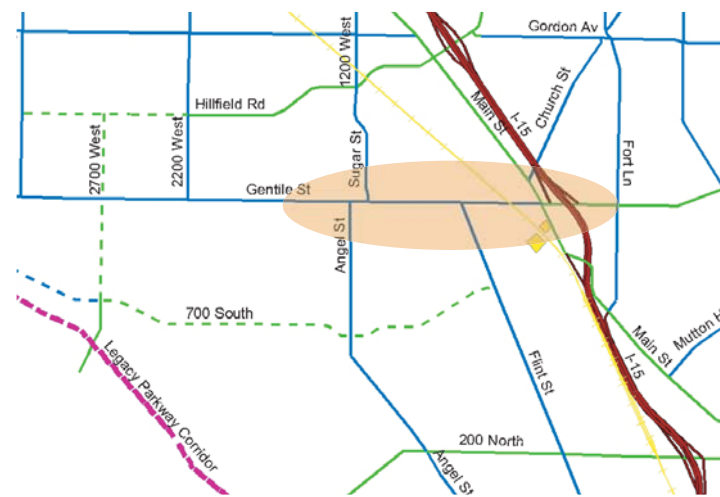 Gordon Av
1200 West
Hillfield Rd
Main St
I-15
Church St
2700 West
2200 West
Sugar St
Fort Ln
Gentile St
Angel St
700 South
Legacy Parkway Corridor
Flint St
Main St
Mutton H
I-15
200 North
Angel St